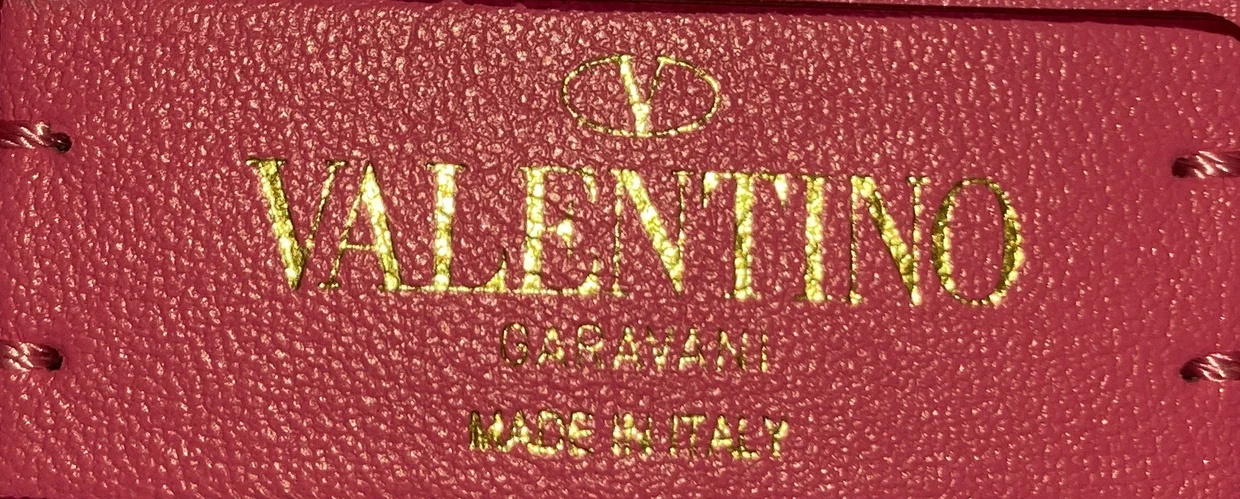 V
VALENTINO
GARAVANI
MADE IN ITALY